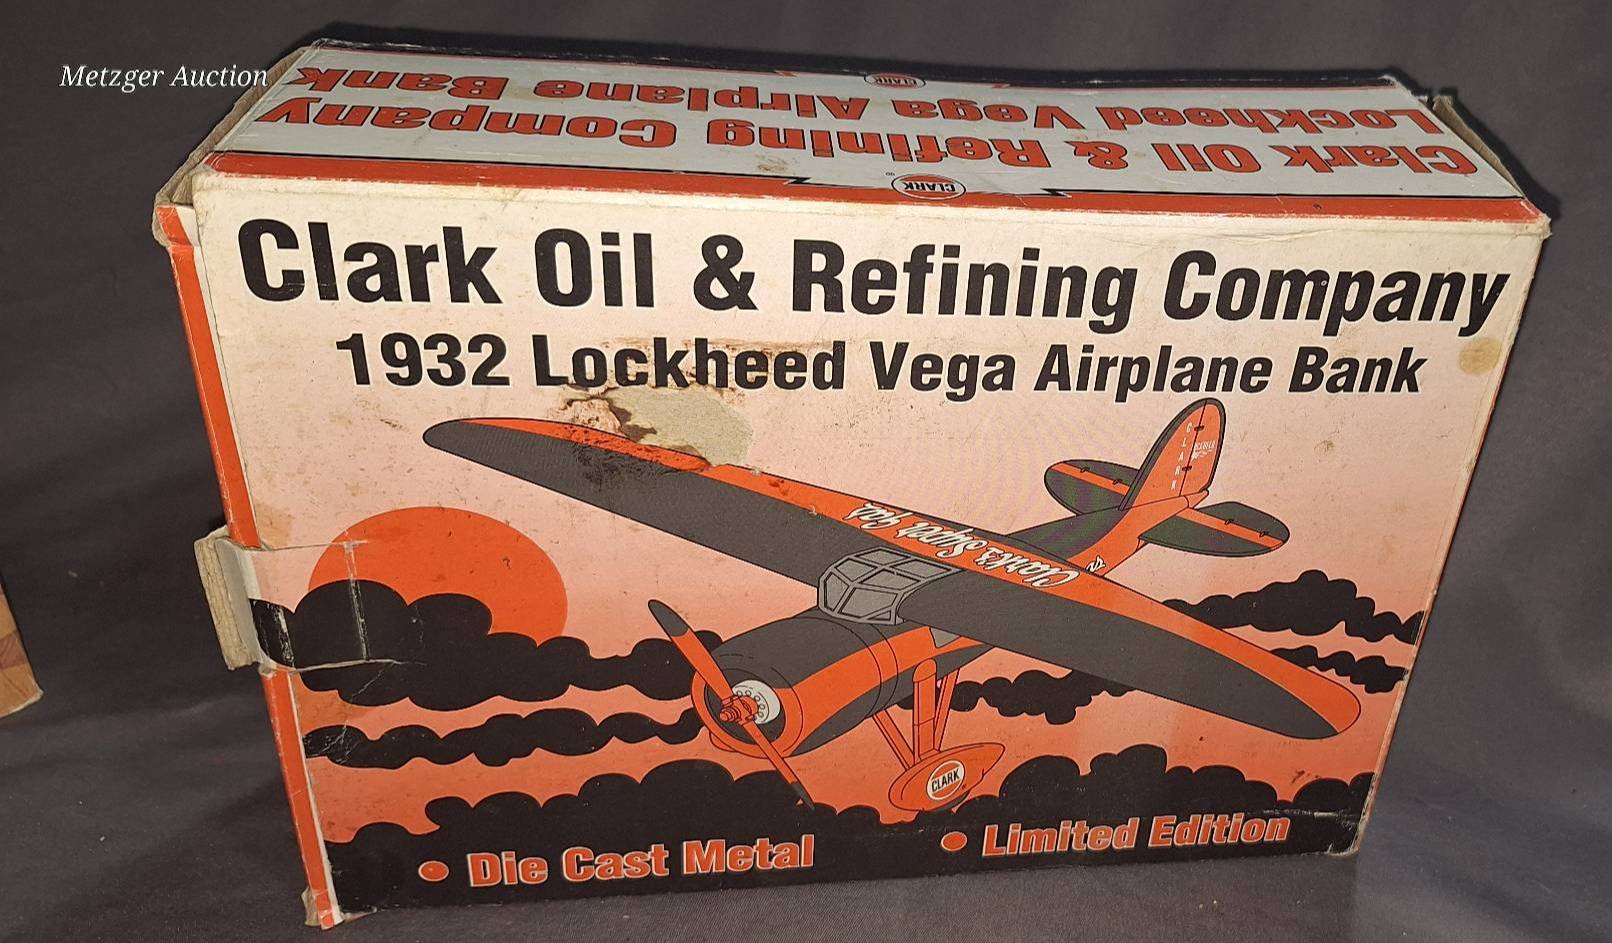 Metzger Auction
Clark Oil & Refining Company
Lockheed Vega Airplane Bank
CLARK
CLARK
Clark Oil & Refining Company
1932 Lockheed Vega Airplane Bank
CLARK
Clark's Super Gas
CLARK
• Die Cast Metal
• Limited Edition